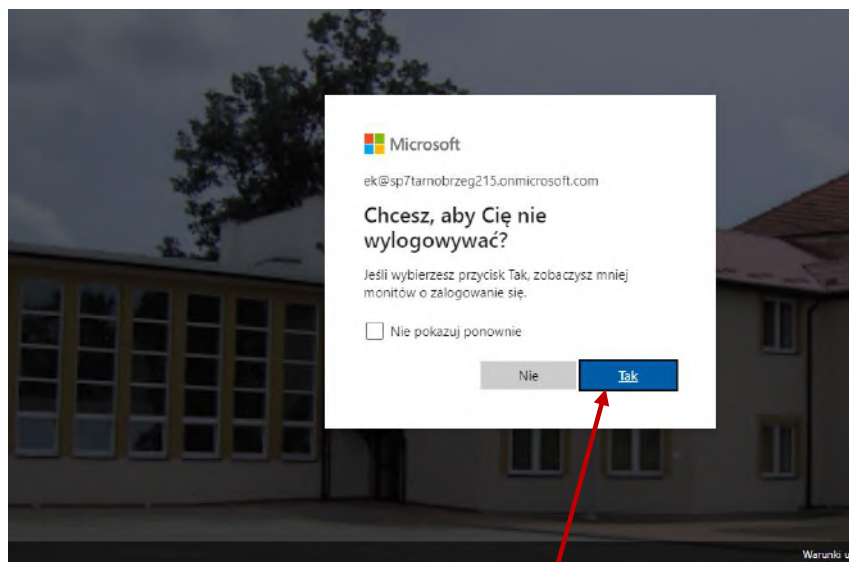 Microsoft
ek@sp7tarnobrzeg215.onmicrosoft.com
Chcesz, aby Cię nie
wylogowywać?
Jeśli wybierzesz przycisk Tak, zobaczysz mniej
monitów o zalogowanie się.
Nie pokazuj ponownie
Nie
Tak
Warunki u